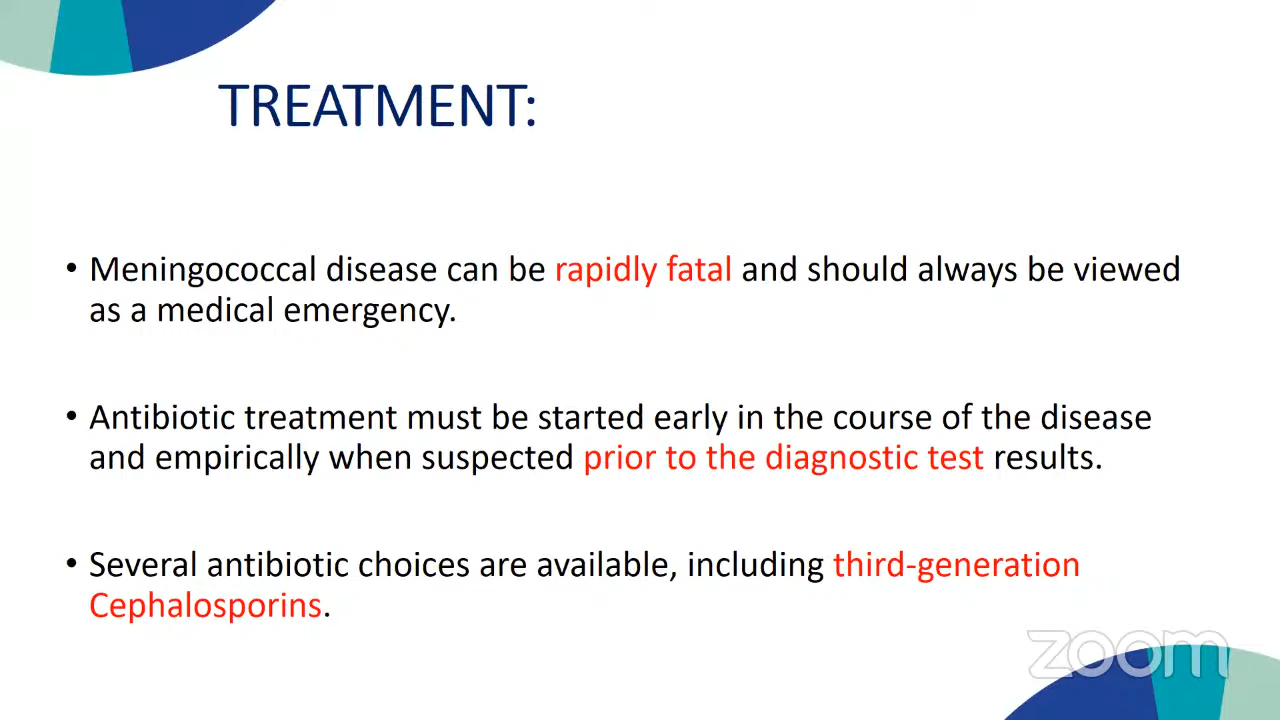 TREATMENT:
• Meningococcal disease can be rapidly fatal and should always be viewed
as a medical emergency.
• Antibiotic treatment must be started early in the course of the disease
and empirically when suspected prior to the diagnostic test results.
• Several antibiotic choices are available, including third-generation
Cephalosporins.
zoom